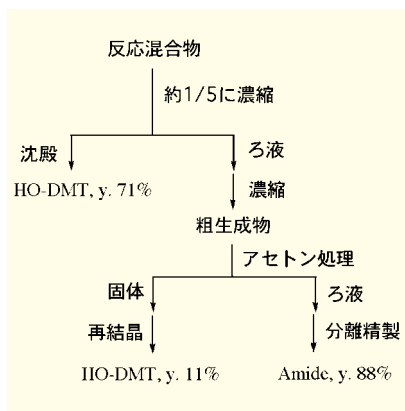 反応混合物
約1/5に濃縮
沈殿
ろ液
HO-DMT, y. 71%
濃縮
粗生成物
アセトン処理
固体
ろ液
再結晶
分離精製
HO-DMT, y. 11%
Amide, y. 88%